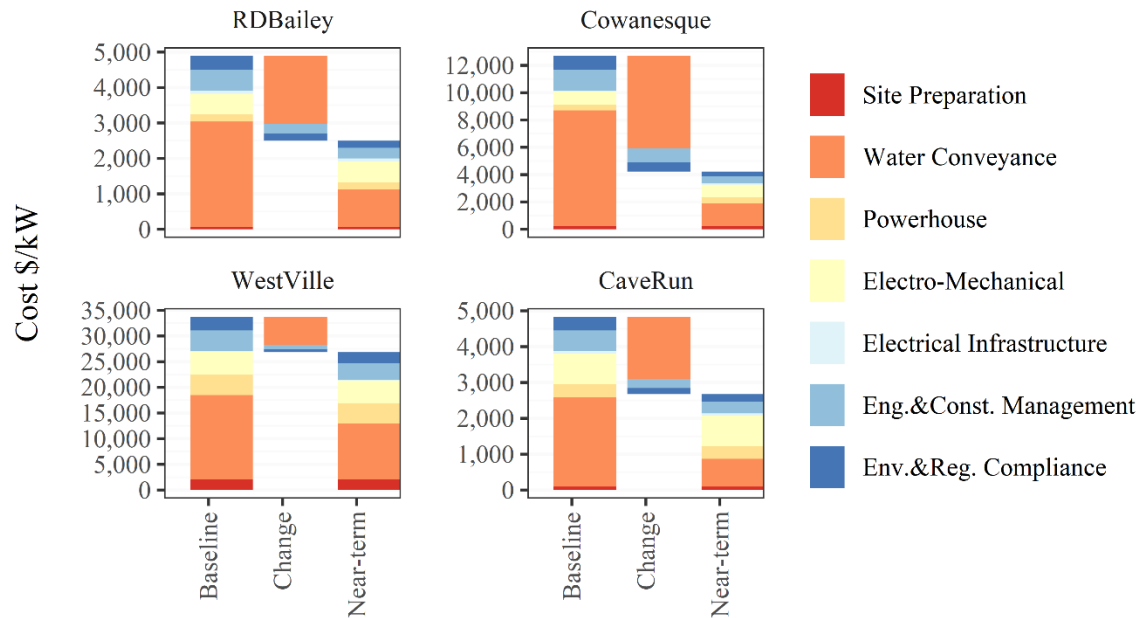 RDBailey
Cowanesque
5,000
4,000
3,000
2,000
1,000
0
12,000
10,000
8,000
6,000
4,000
2,000
0
Cost $/kW
WestVille
CaveRun
35,000
30,000
25,000
20,000
15,000
10,000
5,000
0
5,000
4,000
3,000
2,000
1,000
0
Baseline
Change
Near-term
Baseline
Change
Near-term
Site Preparation
Water Conveyance
Powerhouse
Electro-Mechanical
Electrical Infrastructure
Eng.&Const. Management
Env.&Reg. Compliance